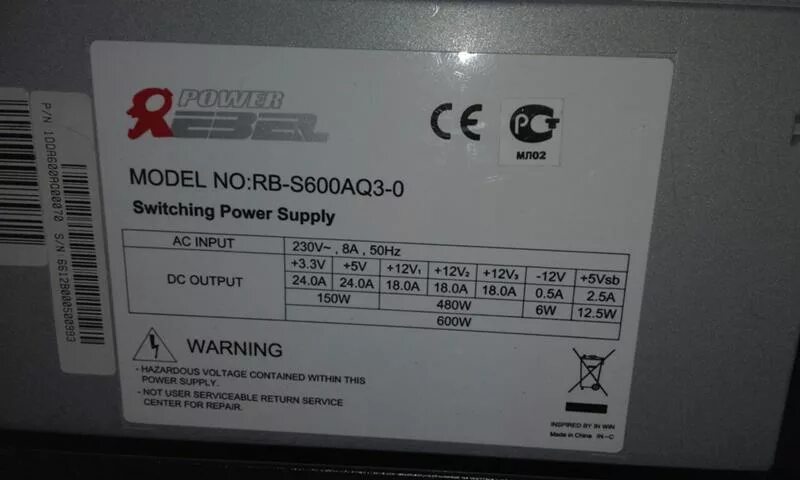 POWER
REBEL
CE
PCT
МЛ02
MODEL NO:RB-S600AQ3-0
Switching Power Supply
AC INPUT 230V~ , 8A , 50Hz
DC OUTPUT +3.3V +5V +12V₁ +12V₂ +12V₃ -12V +5Vsb
24.0A 24.0A 18.0A 18.0A 18.0A 0.5A 2.5A
150W 480W 6W 12.5W
600W
WARNING
- HAZARDOUS VOLTAGE CONTAINED WITHIN THIS
POWER SUPPLY.
- NOT USER SERVICEABLE RETURN SERVICE
CENTER FOR REPAIR.
INSPIRED BY IN WIN
Made in China IN-C